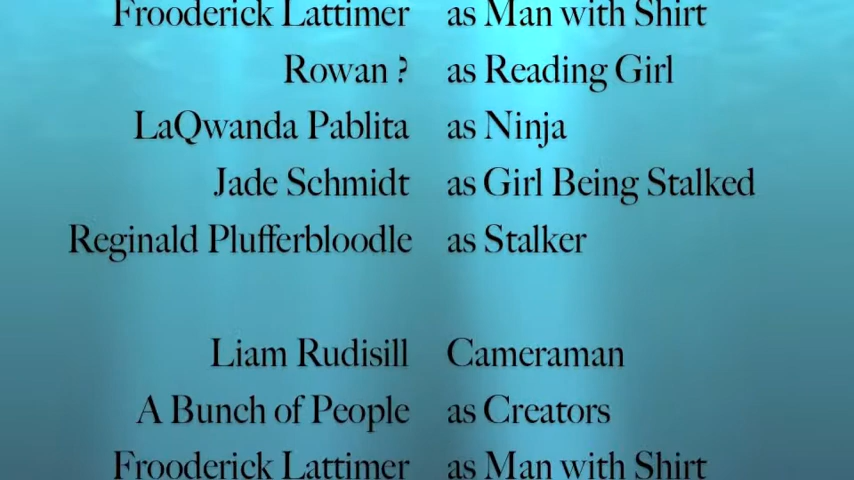 Frooderick Lattimer as Man with Shirt
Rowan ? as Reading Girl
LaQwanda Pablita as Ninja
Jade Schmidt as Girl Being Stalked
Reginald Plufferbloodle as Stalker
Liam Rudisill Cameraman
A Bunch of People as Creators
Frooderick Lattimer as Man with Shirt